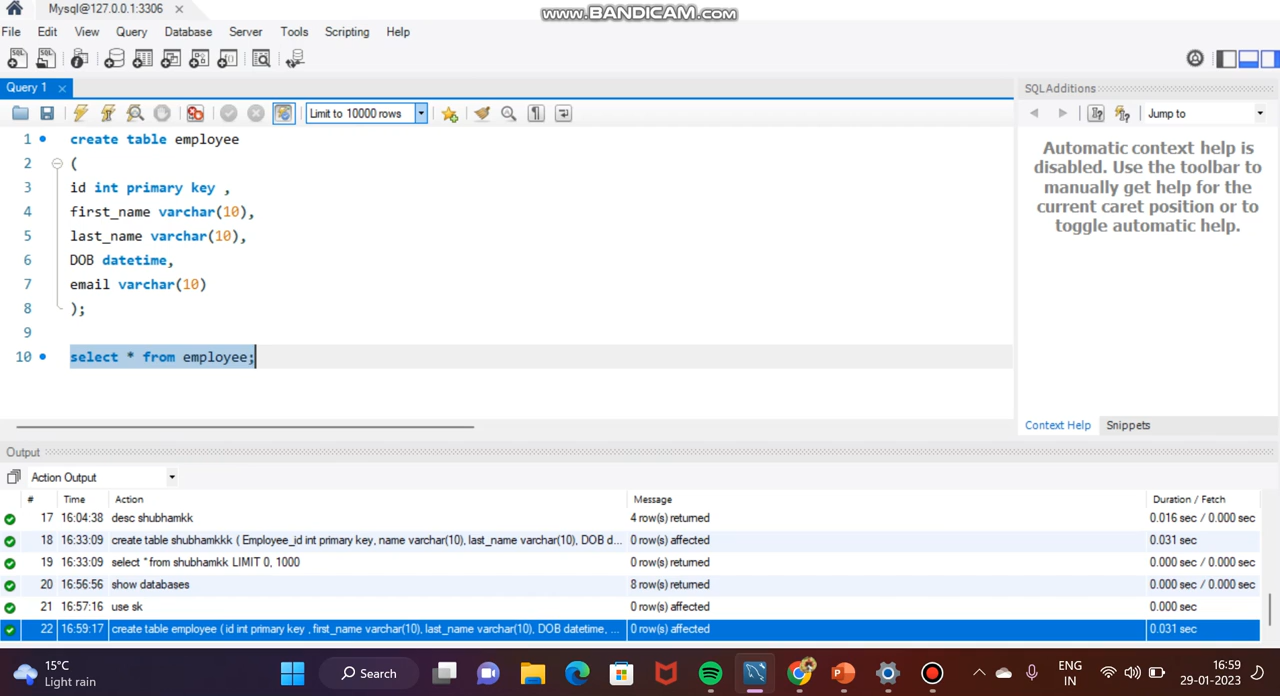 www.BANDICAM.com
Mysql@127.0.0.1:3306
File Edit View Query Database Server Tools Scripting Help
Query 1
SQLAdditions
Limit to 10000 rows
Jump to
1 create table employee
2 (
3 id int primary key ,
4 first_name varchar(10),
5 last_name varchar(10),
6 DOB datetime,
7 email varchar(10)
8 );
9
10 select * from employee;
Automatic context help is
disabled. Use the toolbar to
manually get help for the
current caret position or to
toggle automatic help.
Context Help Snippets
Output
Action Output
# Time Action Message Duration / Fetch
17 16:04:38 desc shubhamkk 4 row(s) returned 0.016 sec / 0.000 sec
18 16:33:09 create table shubhamkkk ( Employee_id int primary key, name varchar(10), last_name varchar(10), DOB d... 0 row(s) affected 0.031 sec
19 16:33:09 select * from shubhamkk LIMIT 0, 1000 0 row(s) returned 0.000 sec / 0.000 sec
20 16:56:56 show databases 8 row(s) returned 0.000 sec / 0.000 sec
21 16:57:16 use sk 0 row(s) affected 0.000 sec
22 16:59:17 create table employee ( id int primary key , first_name varchar(10), last_name varchar(10), DOB datetime, ... 0 row(s) affected 0.031 sec
15°C
Light rain
Search
ENG
IN
16:59
29-01-2023